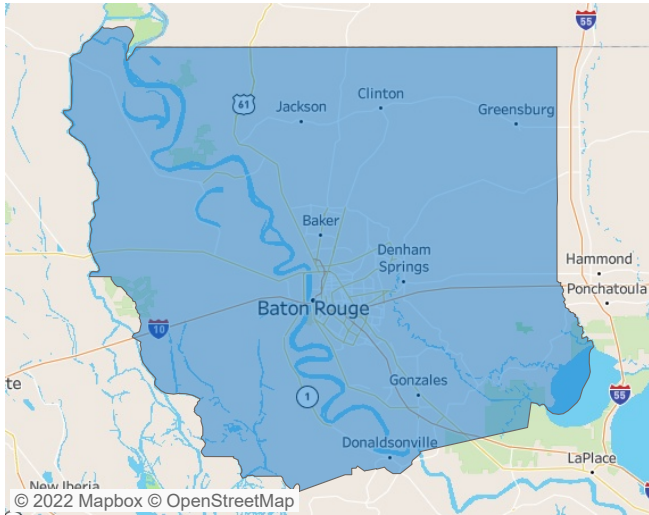 55
61
Jackson
Clinton
Greensburg
Baker
Denham
Springs
Hammond
Ponchatoula
Baton Rouge
10
te
1
Gonzales
55
Donaldsonville
LaPlace
New Iberia
© 2022 Mapbox © OpenStreetMap